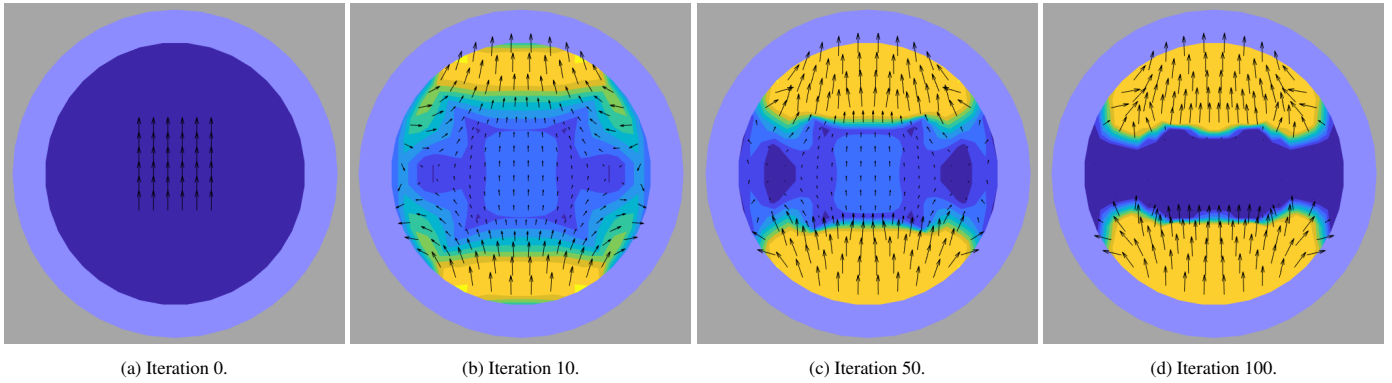 (a) Iteration 0.
(b) Iteration 10.
(c) Iteration 50.
(d) Iteration 100.